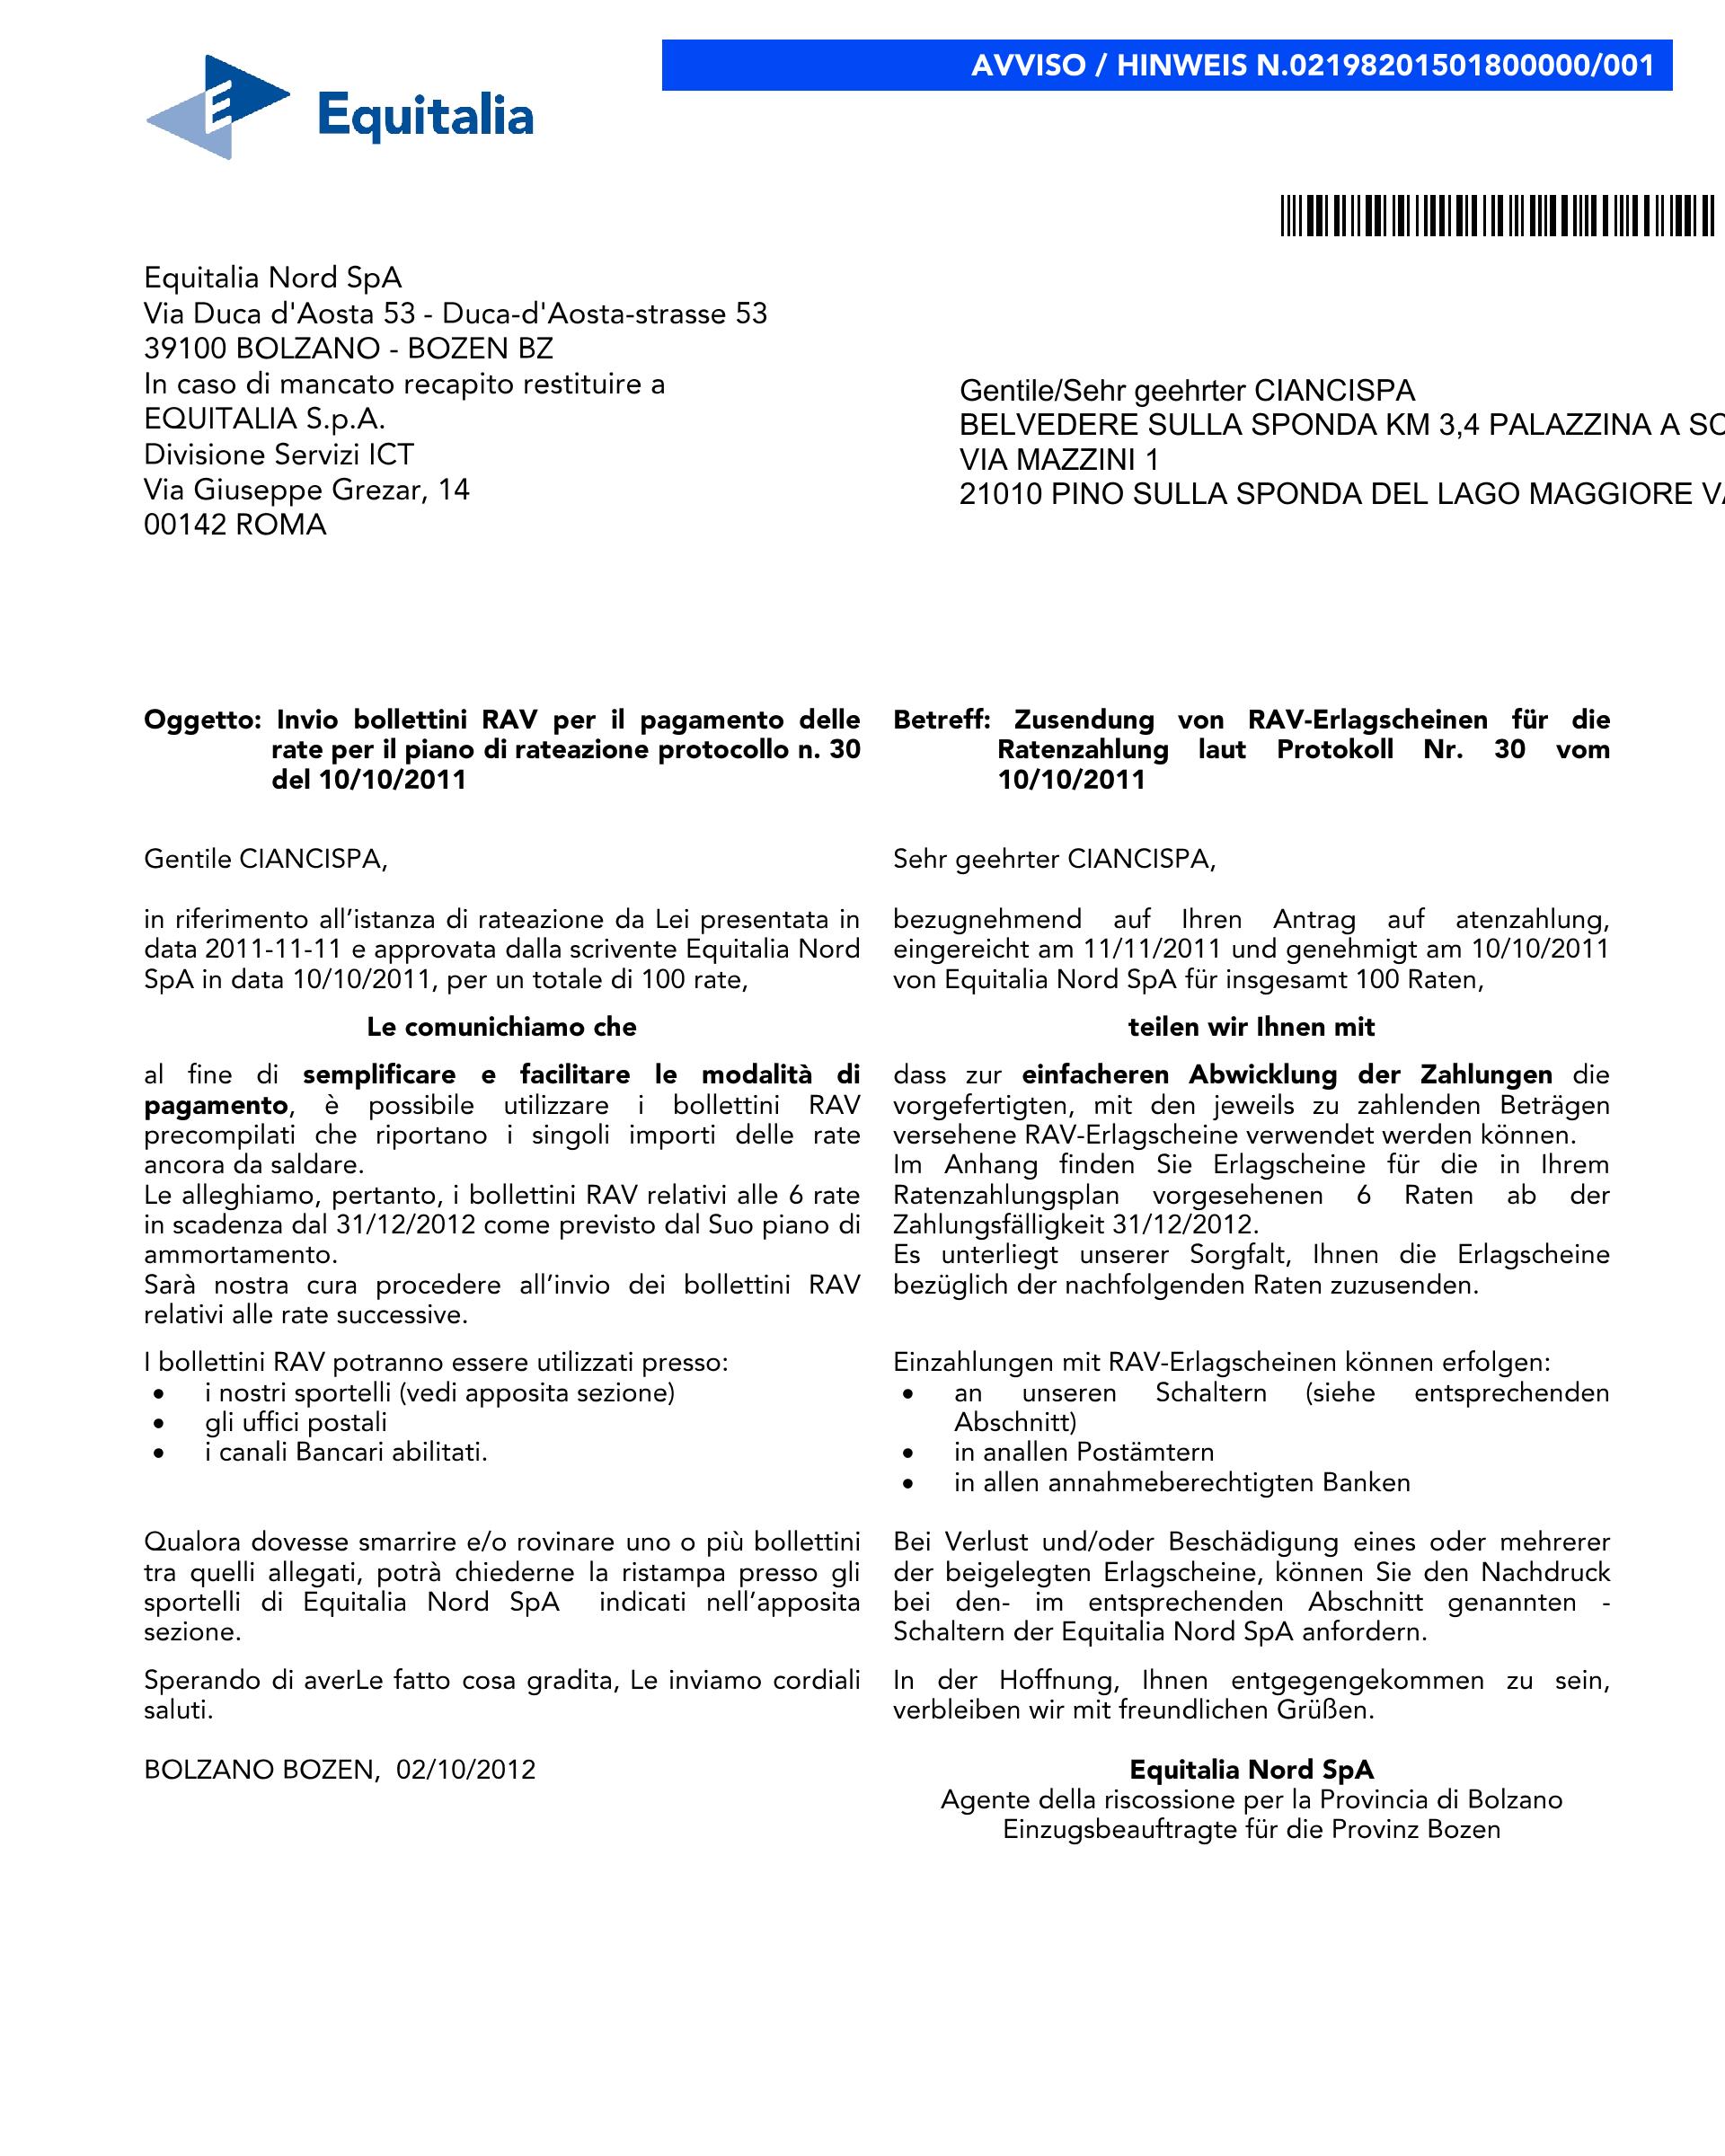 AVVISO / HINWEIS N.02198201501800000/001
Equitalia
Equitalia Nord SpA
Via Duca d'Aosta 53 - Duca-d'Aosta-strasse 53
39100 BOLZANO - BOZEN BZ
In caso di mancato recapito restituire a
EQUITALIA S.p.A.
Divisione Servizi ICT
Via Giuseppe Grezar, 14
00142 ROMA
Gentile/Sehr geehrter CIANCISPA
BELVEDERE SULLA SPONDA KM 3,4 PALAZZINA A
VIA MAZZINI 1
21010 PINO SULLA SPONDA DEL LAGO MAGGIORE
Oggetto: Invio bollettini RAV per il pagamento delle
rate per il piano di rateazione protocollo n. 30
del 10/10/2011
Gentile CIANCISPA,
in riferimento all'istanza di rateazione da Lei presentata in
data 2011-11-11 e approvata dalla scrivente Equitalia Nord
SpA in data 10/10/2011, per un totale di 100 rate,
Le comunichiamo che
al fine di semplificare e facilitare le modalità di
pagamento, è possibile utilizzare i bollettini RAV
precompilati che riportano i singoli importi delle rate
ancora da saldare.
Le alleghiamo, pertanto, i bollettini RAV relativi alle 6 rate
in scadenza dal 31/12/2012 come previsto dal Suo piano di
ammortamento.
Sarà nostra cura procedere all'invio dei bollettini RAV
relativi alle rate successive.
I bollettini RAV potranno essere utilizzati presso:
• i nostri sportelli (vedi apposita sezione)
• gli uffici postali
• i canali Bancari abilitati.
Qualora dovesse smarrire e/o rovinare uno o più bollettini
tra quelli allegati, potrà chiederne la ristampa presso gli
sportelli di Equitalia Nord SpA indicati nell'apposita
sezione.
Sperando di averLe fatto cosa gradita, Le inviamo cordiali
saluti.
BOLZANO BOZEN, 02/10/2012
Betreff: Zusendung von RAV-Erlagscheinen für die
Ratenzahlung laut Protokoll Nr. 30 vom
10/10/2011
Sehr geehrter CIANCISPA,
bezugnehmend auf Ihren Antrag auf atenzahlung,
eingereicht am 11/11/2011 und genehmigt am 10/10/2011
von Equitalia Nord SpA für insgesamt 100 Raten,
teilen wir Ihnen mit
dass zur einfacheren Abwicklung der Zahlungen die
vorgefertigten, mit den jeweils zu zahlenden Beträgen
versehene RAV-Erlagscheine verwendet werden können.
Im Anhang finden Sie Erlagscheine für die in Ihrem
Ratenzahlungsplan vorgesehenen 6 Raten ab der
Zahlungsfälligkeit 31/12/2012.
Es unterliegt unserer Sorgfalt, Ihnen die Erlagscheine
bezüglich der nachfolgenden Raten zuzusenden.
Einzahlungen mit RAV-Erlagscheinen können erfolgen:
• an unseren Schaltern (siehe entsprechenden
Abschnitt)
• in anallen Postämtern
• in allen annahmeberechtigten Banken
Bei Verlust und/oder Beschädigung eines oder mehrerer
der beigelegten Erlagscheine, können Sie den Nachdruck
bei den- im entsprechenden Abschnitt genannten -
Schaltern der Equitalia Nord SpA anfordern.
In der Hoffnung, Ihnen entgegengekommen zu sein,
verbleiben wir mit freundlichen Grüßen.
Equitalia Nord SpA
Agente della riscossione per la Provincia di Bolzano
Einzugsbeauftragte für die Provinz Bozen